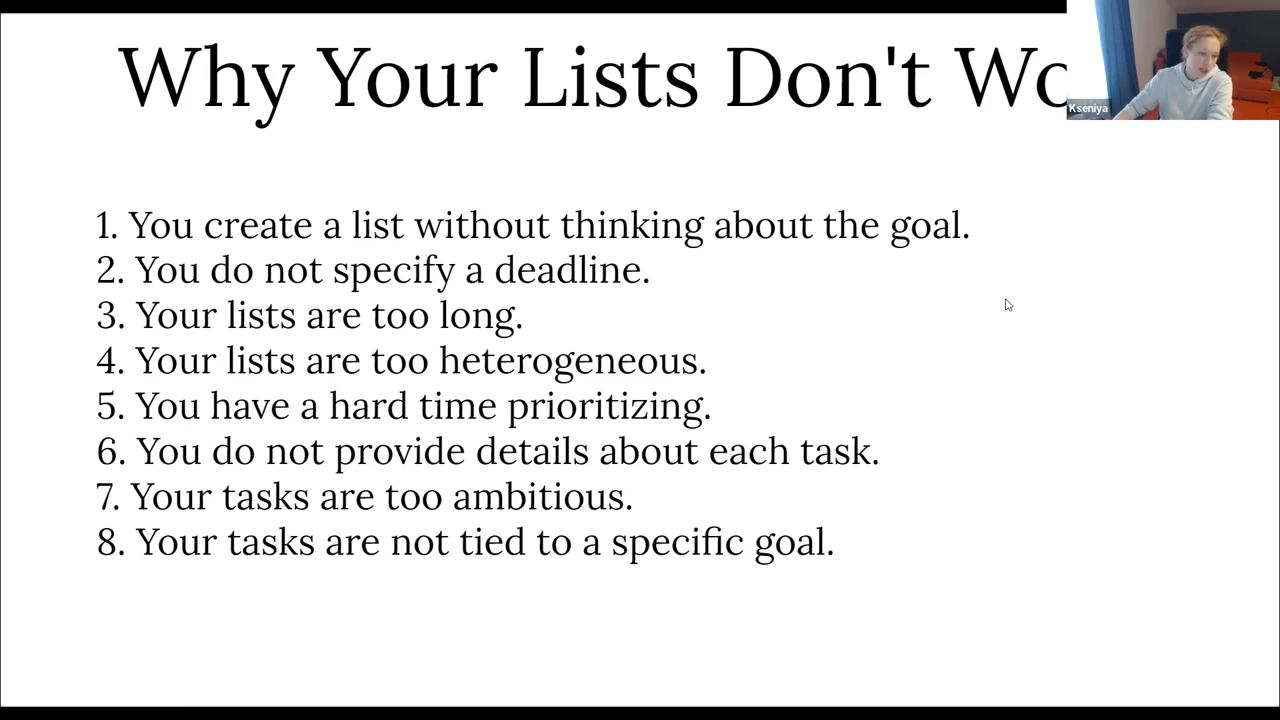 Why Your Lists Don't Wo
Kseniya
1. You create a list without thinking about the goal.
2. You do not specify a deadline.
3. Your lists are too long.
4. Your lists are too heterogeneous.
5. You have a hard time prioritizing.
6. You do not provide details about each task.
7. Your tasks are too ambitious.
8. Your tasks are not tied to a specific goal.